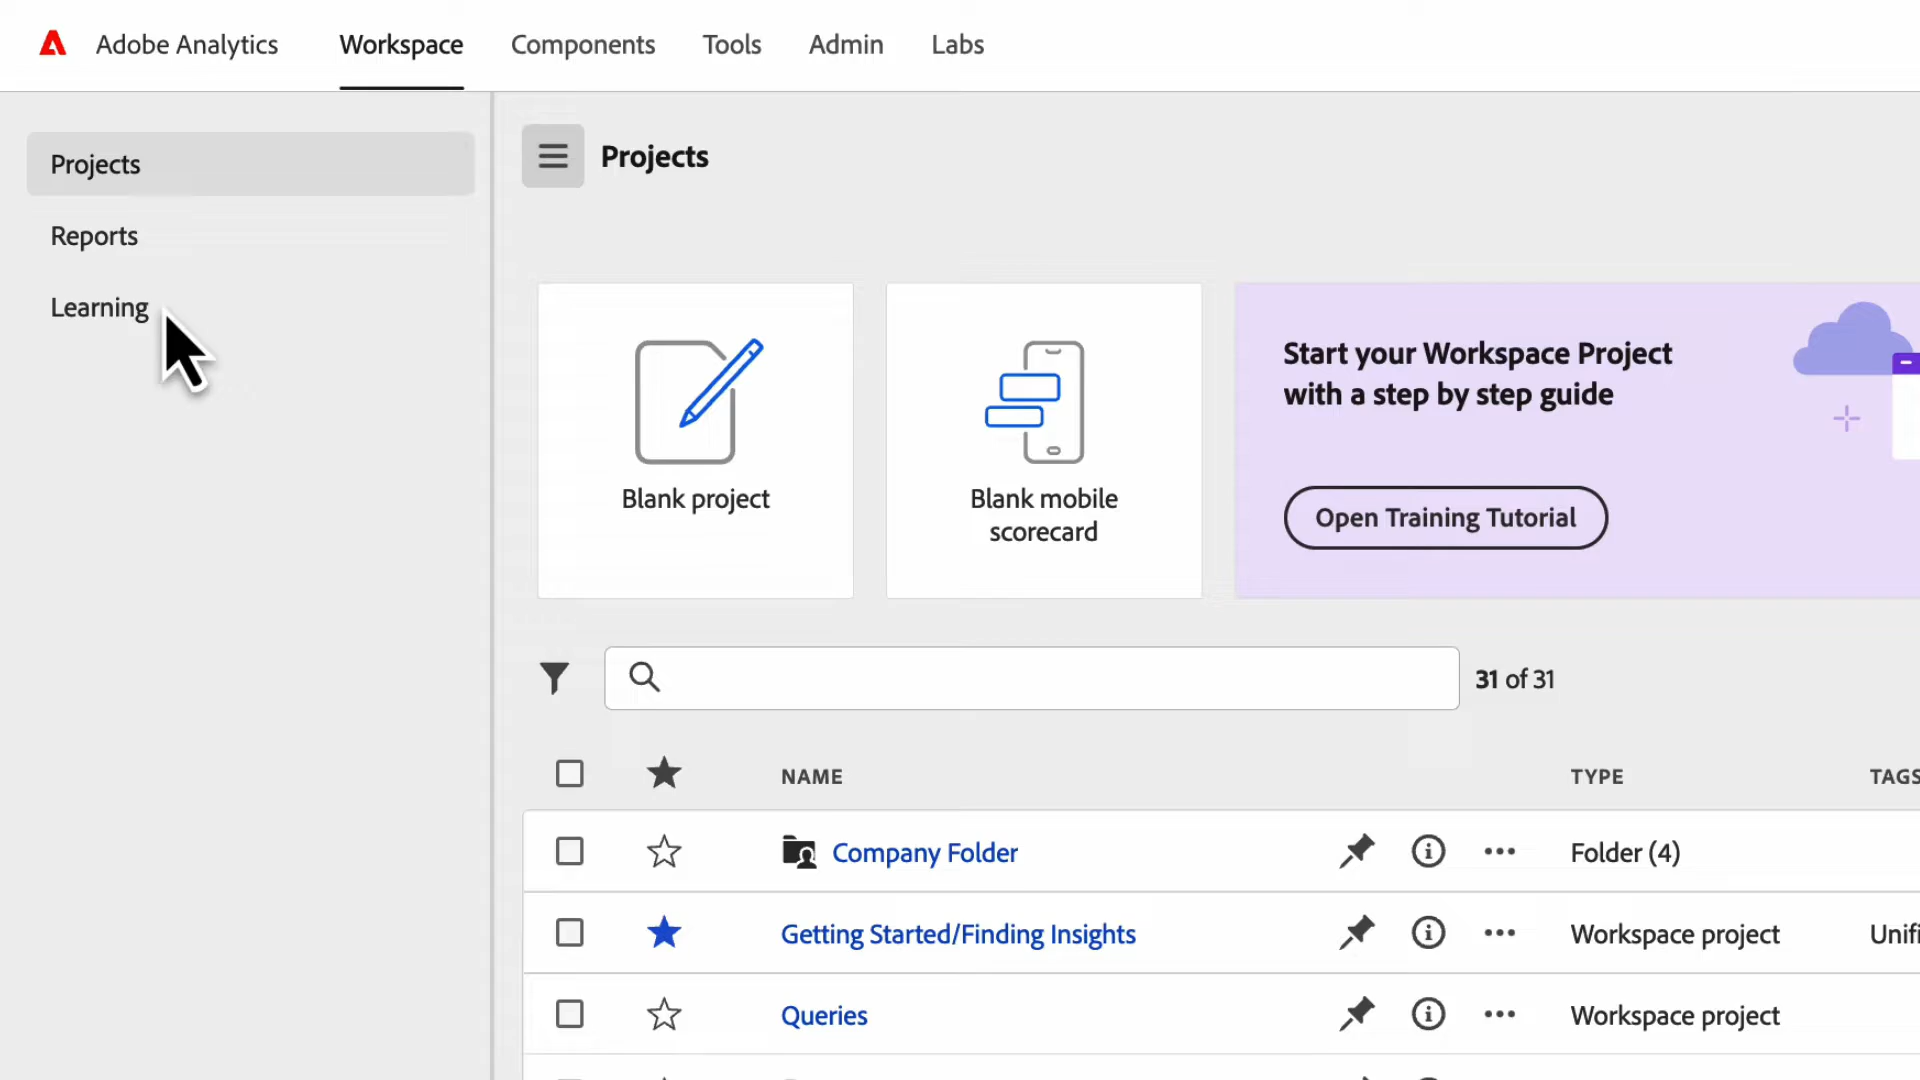 Adobe Analytics Workspace Components Tools Admin Labs
Projects
Reports
Learning
Projects
Blank project
Blank mobile
scorecard
Start your Workspace Project
with a step by step guide
Open Training Tutorial
31 of 31
NAME TYPE TAGS
Company Folder Folder (4)
Getting Started/Finding Insights Workspace project Unifi
Queries Workspace project